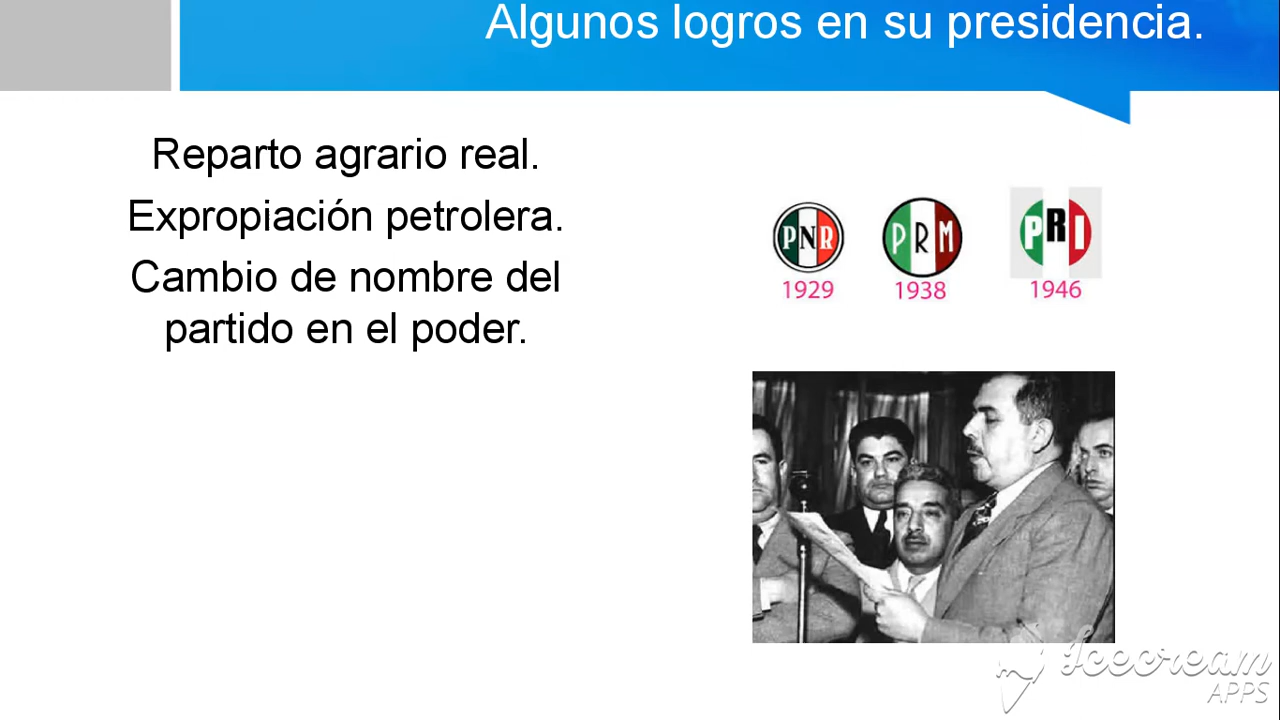 Algunos logros en su presidencia.
Reparto agrario real.
Expropiación petrolera.
Cambio de nombre del
partido en el poder.
PNR
PRM
PRI
1929
1938
1946
Icecream
APPS